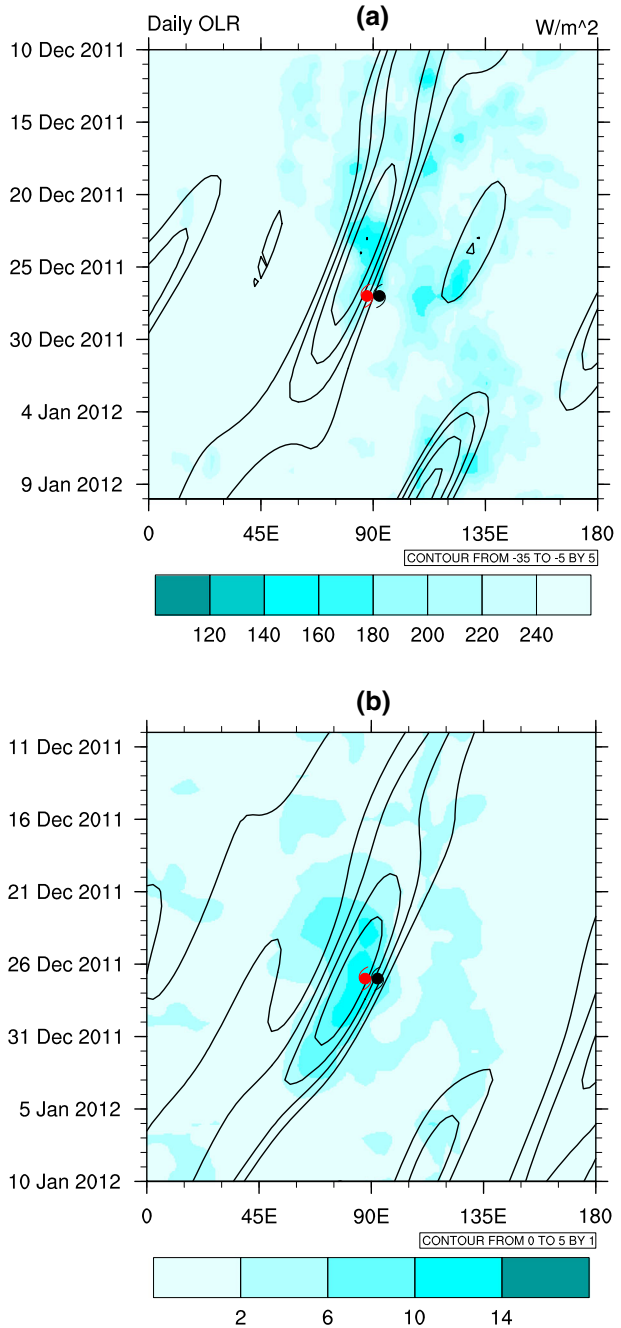 (a)
Daily OLR W/m^2
10 Dec 2011
15 Dec 2011
20 Dec 2011
25 Dec 2011
30 Dec 2011
4 Jan 2012
9 Jan 2012
0 45E 90E 135E 180
CONTOUR FROM -35 TO -5 BY 5
120 140 160 180 200 220 240
(b)
11 Dec 2011
16 Dec 2011
21 Dec 2011
26 Dec 2011
31 Dec 2011
5 Jan 2012
10 Jan 2012
0 45E 90E 135E 180
CONTOUR FROM 0 TO 5 BY 1
2 6 10 14